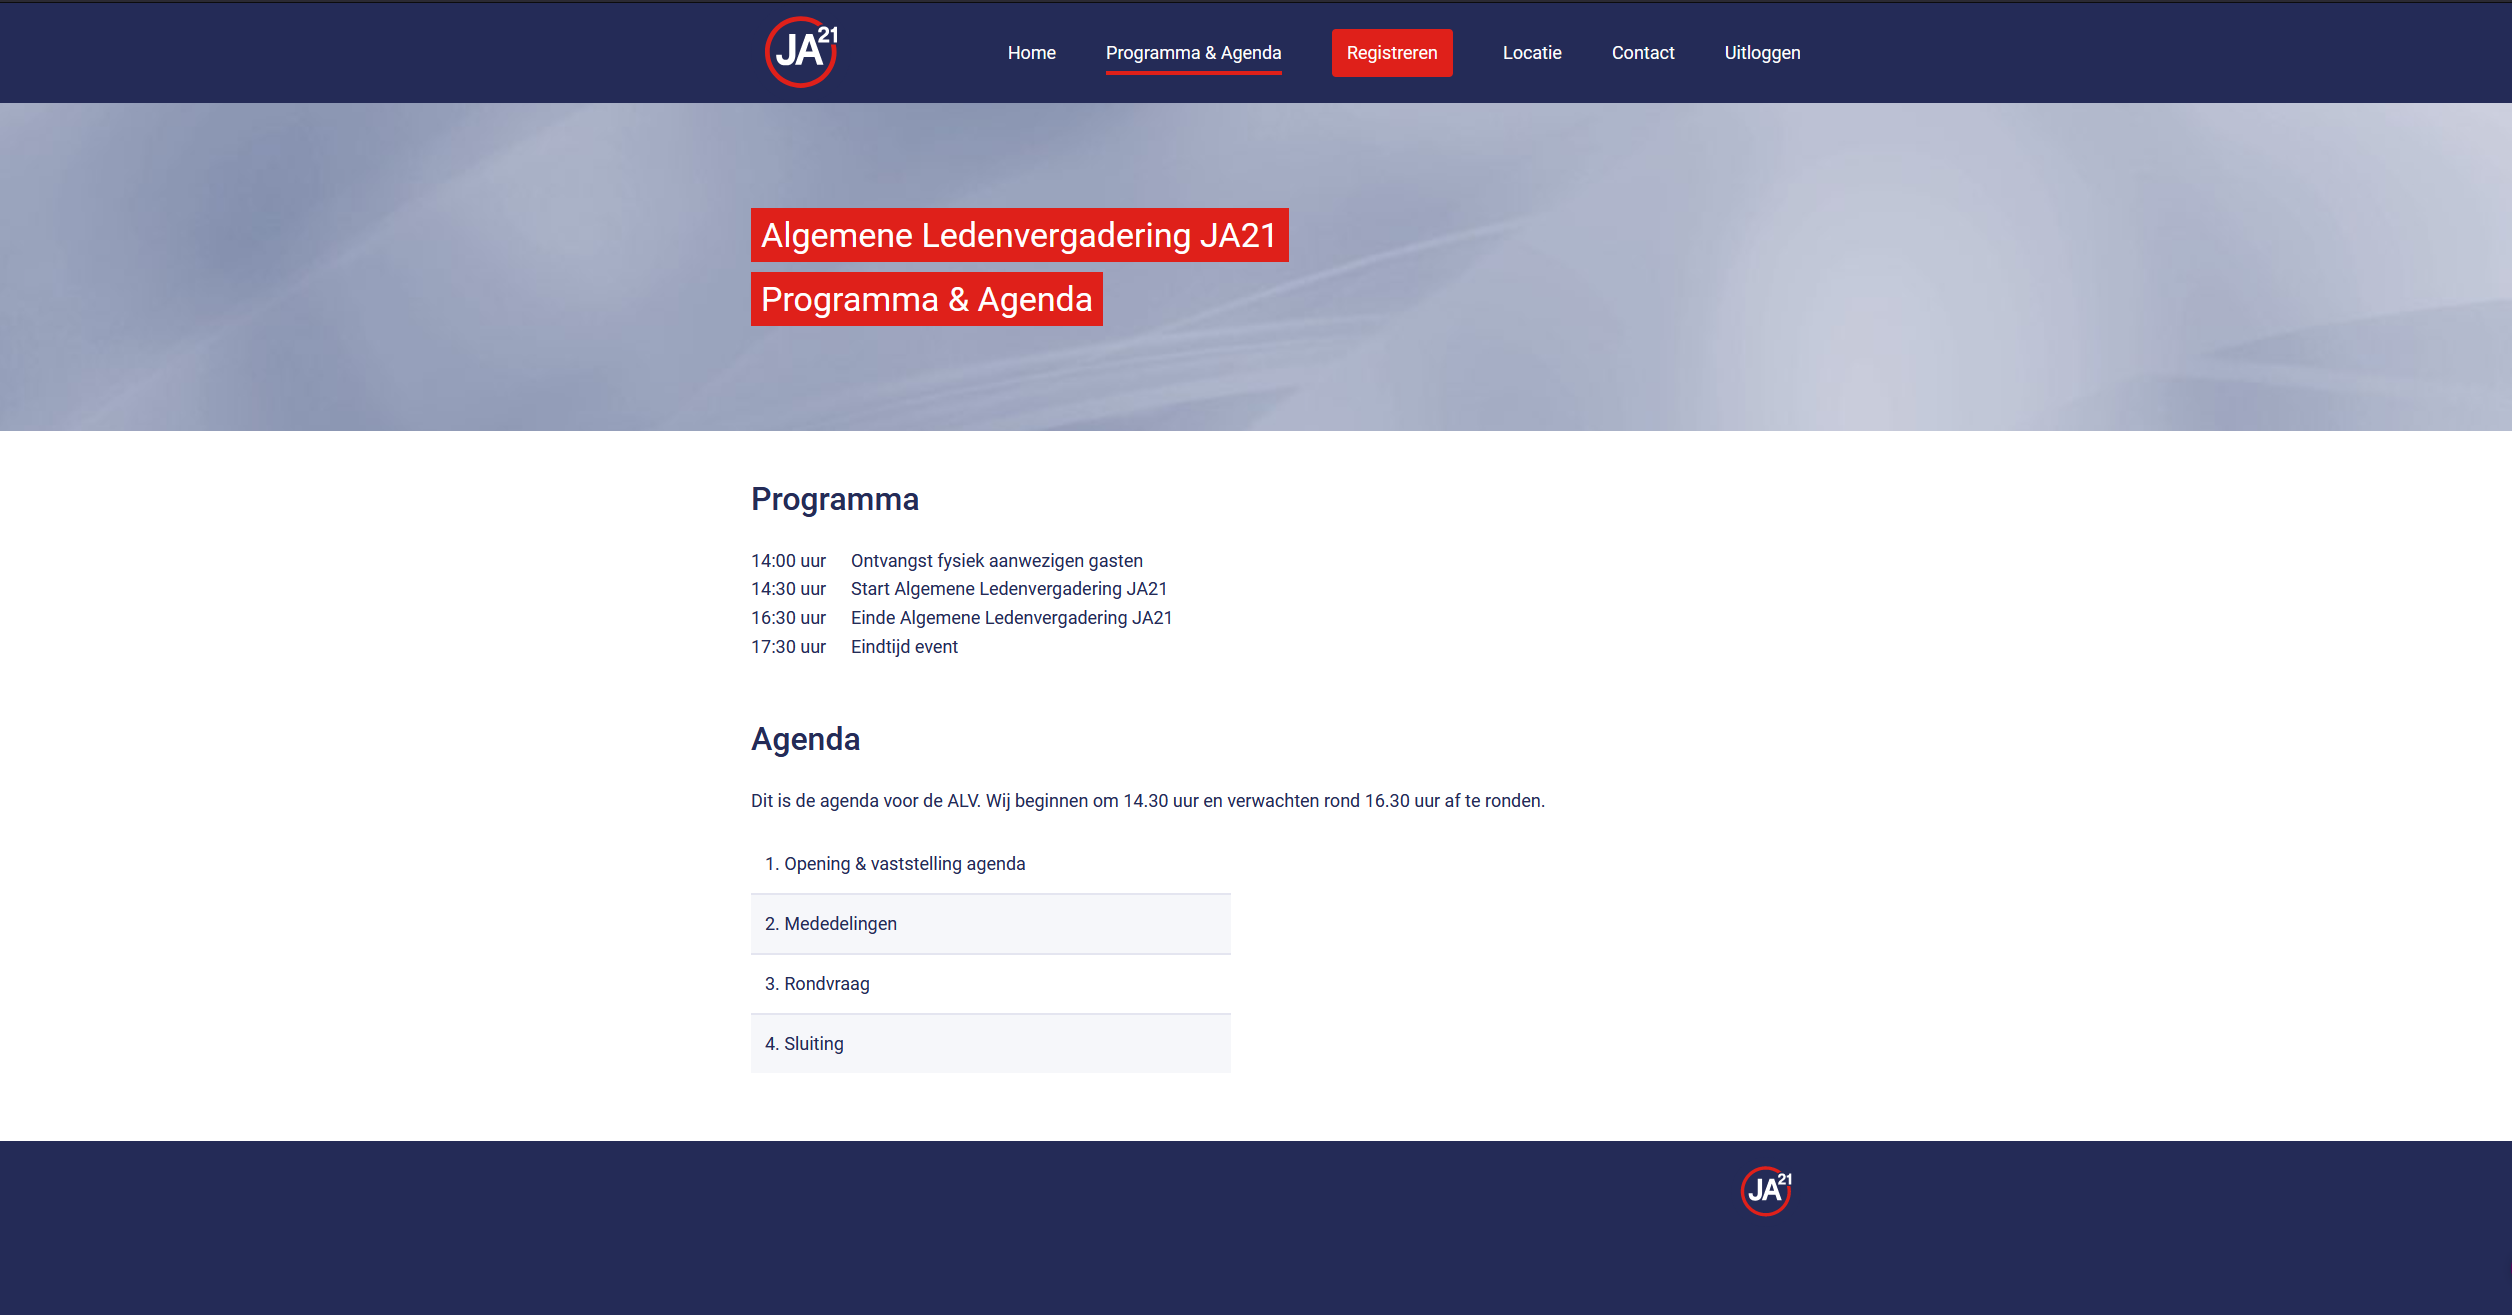 JA21
Home
Programma & Agenda
Registreren
Locatie
Contact
Uitloggen
Algemene Ledenvergadering JA21
Programma & Agenda
Programma
14:00 uur Ontvangst fysiek aanwezigen gasten
14:30 uur Start Algemene Ledenvergadering JA21
16:30 uur Einde Algemene Ledenvergadering JA21
17:30 uur Eindtijd event
Agenda
Dit is de agenda voor de ALV. Wij beginnen om 14.30 uur en verwachten rond 16.30 uur af te ronden.
1. Opening & vaststelling agenda
2. Mededelingen
3. Rondvraag
4. Sluiting
JA21